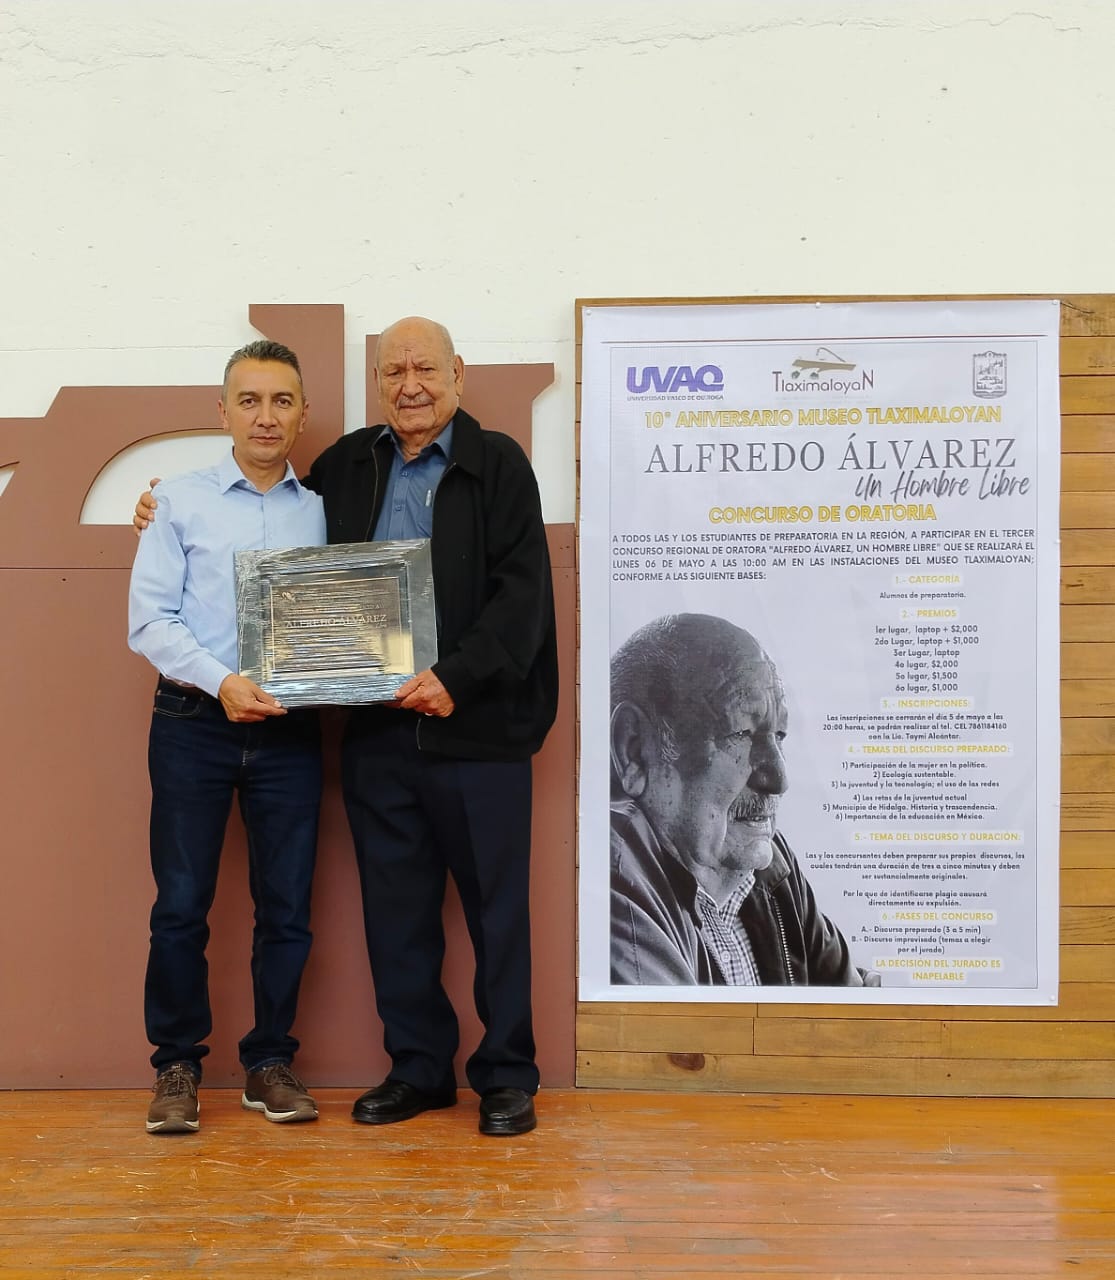 ALFREDO ÁLVAREZ
UVAQ
UNIVERSIDAD VASCO DE QUIROGA
TlaximaloyaN
10° ANIVERSARIO MUSEO TLAXIMALOYAN
ALFREDO ÁLVAREZ
Un Hombre Libre
CONCURSO DE ORATORIA
A TODOS LAS Y LOS ESTUDIANTES DE PREPARATORIA EN LA REGIÓN, A PARTICIPAR EN EL TERCER
CONCURSO REGIONAL DE ORATORA "ALFREDO ÁLVAREZ, UN HOMBRE LIBRE" QUE SE REALIZARÁ EL
LUNES 06 DE MAYO A LAS 10:00 AM EN LAS INSTALACIONES DEL MUSEO TLAXIMALOYAN;
CONFORME A LAS SIGUIENTE BASES:
1.- CATEGORÍA
Alumnos de preparatoria.
2.- PREMIOS
1er lugar, laptop + $2,000
2do Lugar, laptop + $1,000
3er Lugar, laptop
4o lugar, $2,000
5o lugar, $1,500
6o lugar, $1,000
3.- INSCRIPCIONES:
Las inscripciones se cerrarán el día 5 de mayo a las
20:00 horas, se podrán realizar al tel. CEL 7861184160
con la Lic. Taymi Alcántar.
4.- TEMAS DEL DISCURSO PREPARADO:
1) Participación de la mujer en la política.
2) Ecología sustentable.
3) la juventud y la tecnología; el uso de las redes
4) Los retos de la juventud actual
5) Municipio de Hidalgo. Historia y trascendencia.
6) Importancia de la educación en México.
5.- TEMA DEL DISCURSO Y DURACIÓN:
Las y los concursantes deben preparar sus propios discursos, los
cuales tendrán una duración de tres a cinco minutos y deben
ser sustancialmente originales.
Por lo que de identificarse plagio causará
directamente su expulsión.
6.-FASES DEL CONCURSO
A.- Discurso preparado (3 a 5 min)
B.- Discurso improvisado (temas a elegir
por el jurado)
LA DECISIÓN DEL JURADO ES
INAPELABLE